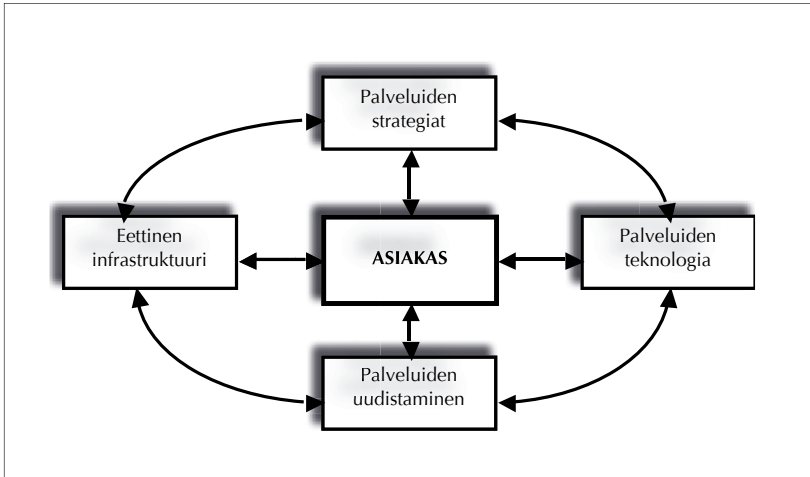 Palveluiden
strategiat
Eettinen
infrastruktuuri
ASIAKAS
Palveluiden
teknologia
Palveluiden
uudistaminen